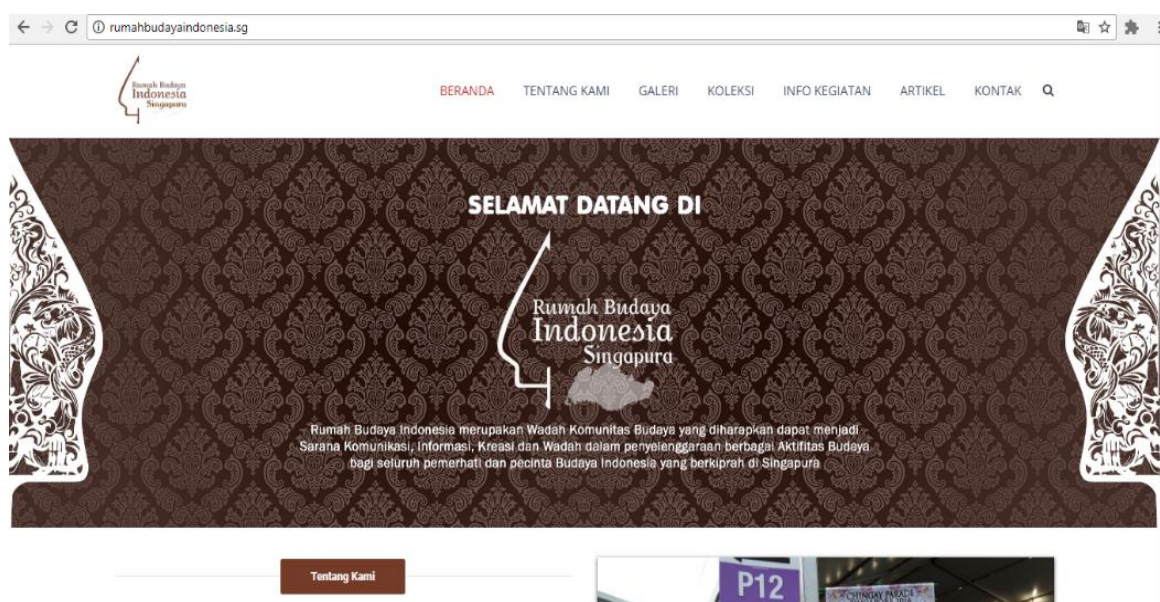 rumahbudayaindonesia.sg
Rumah Budaya
Indonesia
Singapura
BERANDA TENTANG KAMI GALERI KOLEKSI INFO KEGIATAN ARTIKEL KONTAK
SELAMAT DATANG DI
Rumah Budaya
Indonesia
Singapura
Rumah Budaya Indonesia merupakan Wadah Komunitas Budaya yang diharapkan dapat menjadi
Sarana Komunikasi, Informasi, Kreasi dan Wadah dalam penyelenggaraan berbagai Aktifitas Budaya
bagi seluruh pemerhati dan pecinta Budaya Indonesia yang berkiprah di Singapura
Tentang Kami
P12
CHINGAY PARADE